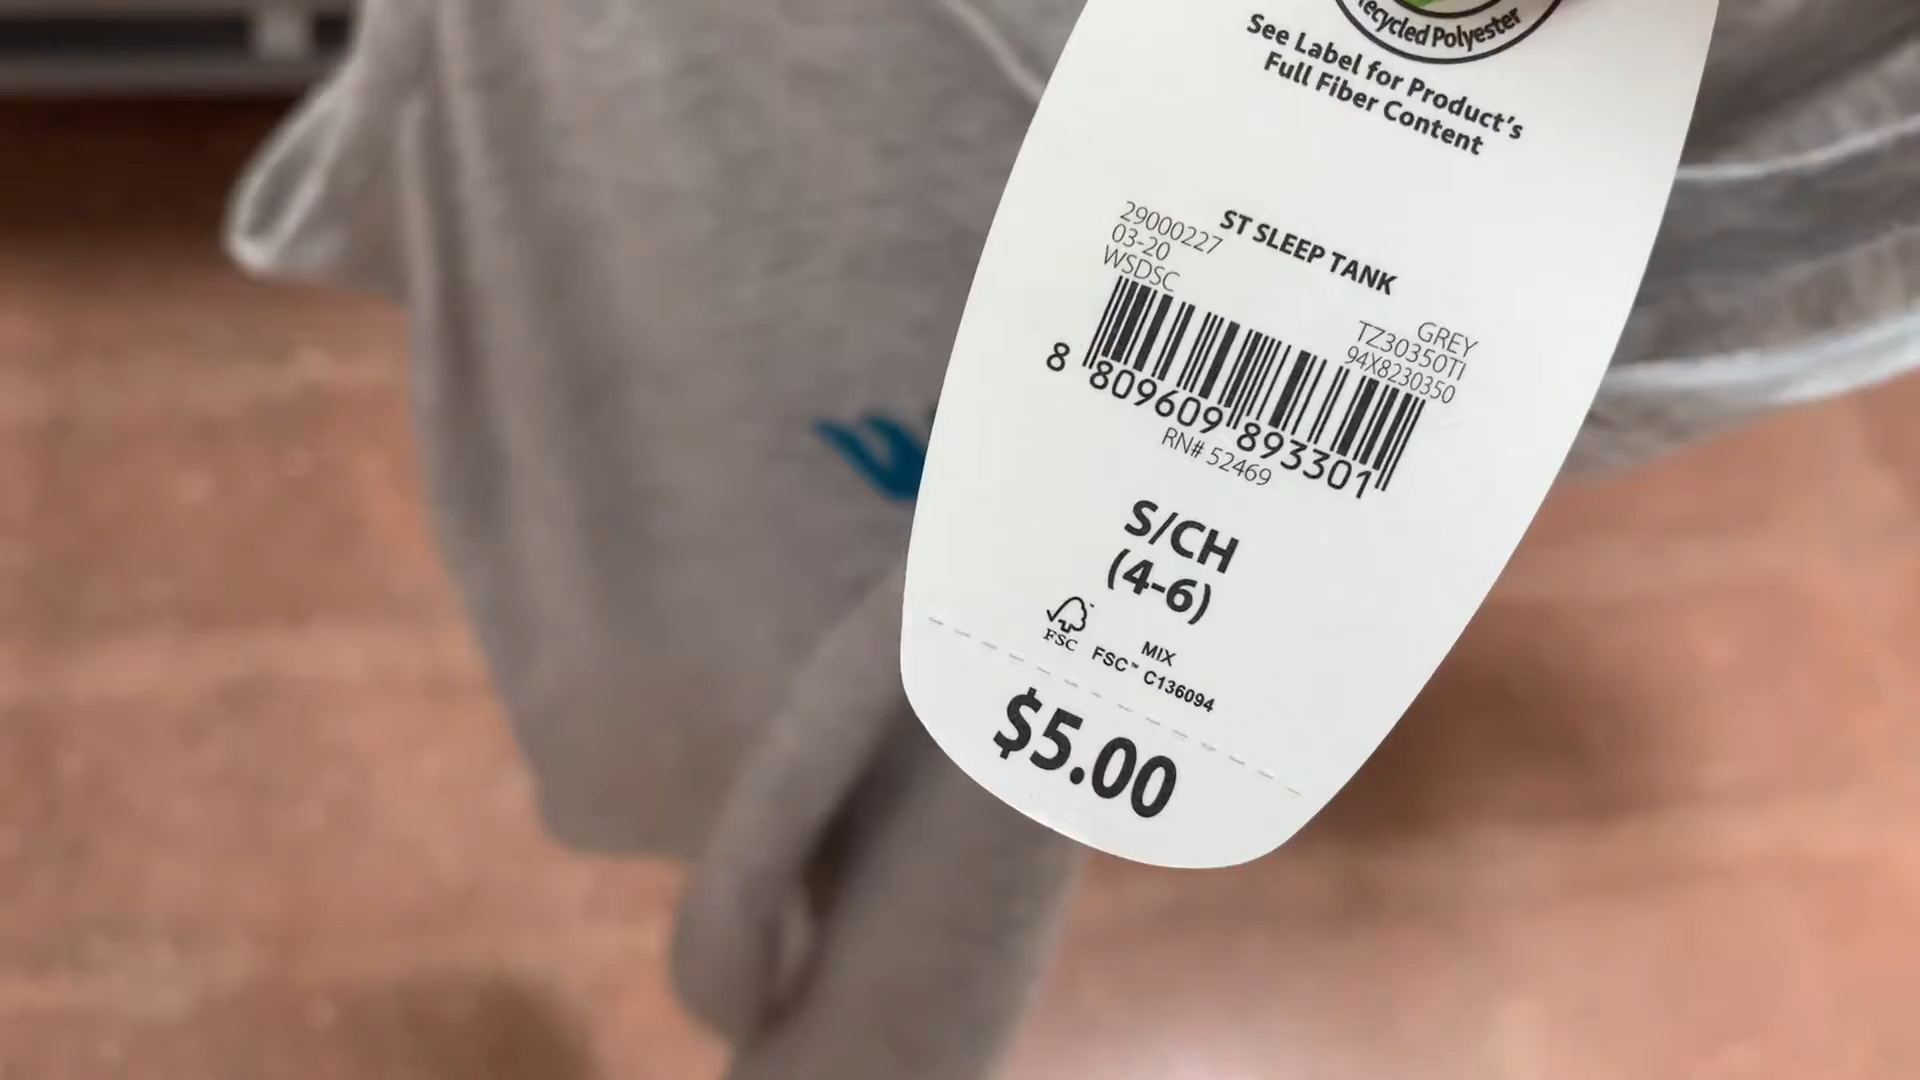 Recycled Polyester
See Label for Product's
Full Fiber Content
ST SLEEP TANK
29000227
03-20
WSDSC
GREY
TZ30350TI
94X8230350
8 809609 893301
RN# 52469
S/CH
(4-6)
FSC
MIX
FSC™ C136094
$5.00